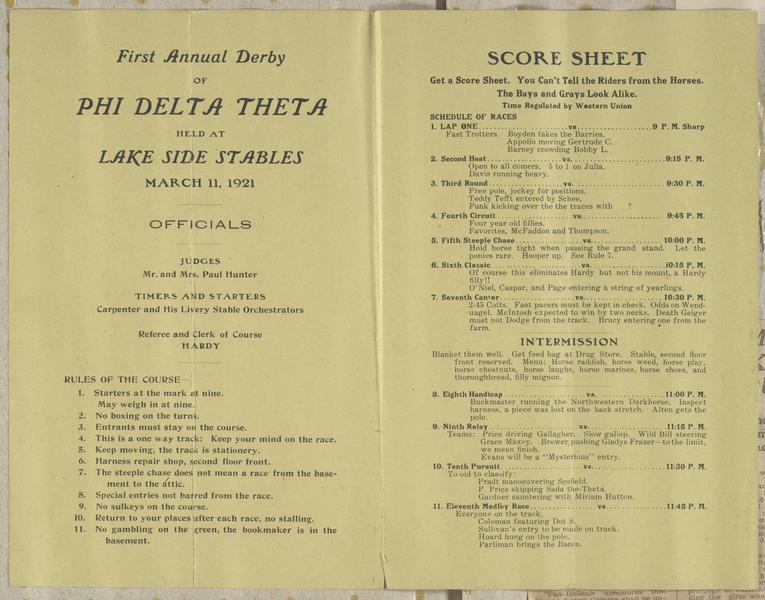 First Annual Derby
OF
PHI DELTA THETA
HELD AT
LAKE SIDE STABLES
MARCH 11, 1921
OFFICIALS
JUDGES
Mr. and Mrs. Paul Hunter
TIMERS AND STARTERS
Carpenter and His Livery Stable Orchestrators
Referee and Clerk of Course
HARDY
RULES OF THE COURSE—
1. Starters at the mark at nine.
May weigh in at nine.
2. No boxing on the turns.
3. Entrants must stay on the course.
4. This is a one way track: Keep your mind on the race.
5. Keep moving, the track is stationery.
6. Harness repair shop, second floor front.
7. The steeple chase does not mean a race from the base-
ment to the attic.
8. Special entries not barred from the race.
9. No sulkeys on the course.
10. Return to your places after each race, no stalling.
11. No gambling on the green, the bookmaker is in the
basement.
SCORE SHEET
Get a Score Sheet. You Can't Tell the Riders from the Horses.
The Bays and Grays Look Alike.
Time Regulated by Western Union
SCHEDULE OF RACES
1. LAP ONE......................vs......................9 P. M. Sharp
Fast Trotters. Boyden takes the Barries.
Appollo moving Gertrude C.
Barney crowding Bobby L.
2. Second Heat......................vs......................9:15 P. M.
Open to all comers. 5 to 1 on Julia.
Davis running heavy.
3. Third Round......................vs......................9:30 P. M.
Free pole, jockey for positions.
Teddy Tefft entered by Schee.
Funk kicking over the the traces with ?
4. Fourth Circuit......................vs......................9:45 P. M.
Four year old fillies.
Favorites, McFaddon and Thompson.
5. Fifth Steeple Chase......................vs......................10:00 P. M.
Hold horse tight when passing the grand stand. Let the
ponies rare. Hooper up. See Rule 7.
6. Sixth Classic......................vs......................i0:15 P. M.
Of course this eliminates Hardy but not his mount, a Hardy
filly!!
O'Niel, Caspar, and Page entering a string of yearlings.
7. Seventh Canter......................vs......................10:30 P. M.
2-45 Colts. Fast pacers must be kept in check. Odds on Wend-
nagel. McIntosh expected to win by two necks. Death Geiger
must not Dodge from the track. Brucy entering one from the
farm.
INTERMISSION
Blanket them well. Get feed bag at Drug Store. Stable, second floor
front reserved. Menu: Horse raddish, horse weed, horse play,
horse chestnuts, horse laughs, horse marines, horse shoes, and
thoroughbread, filly mignon.
8. Eighth Handicap......................vs......................11:00 P. M.
Buckmaster running the Northwestern Darkhorse. Inspect
harness, a piece was lost on the back stretch. Alten gets the
pole.
9. Ninth Relay......................vs......................11:15 P. M.
Teams: Price driving Gallagher. Slow gallop. Wild Bill steering
Grace Maxey. Brewer pushing Gladys Frazer—to the limit,
we mean finish.
Evans will be a "Mysterious" entry.
10. Tenth Pursuit......................vs......................11:30 P. M.
To old to classify:
Pradt manoeuvering Scofield.
P. Price skipping Sada the-Theta.
Gardner sauntering with Miriam Hutton.
11. Eleventh Medley Race......................vs......................11:45 P. M.
Everyone on the track.
Coleman featuring Dot S.
Sullivan's entry to be made on track.
Hoard hung on the pole.
Parliman brings the Bacon.
"Pan-Hellenic announces that
ding the girls who